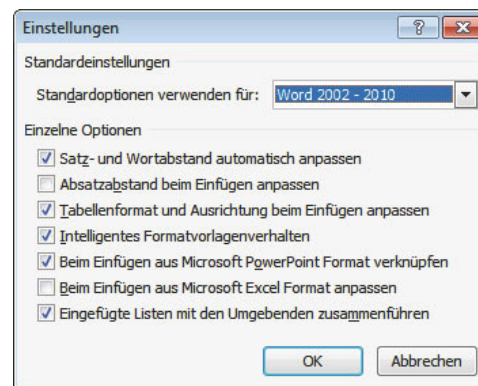 Einstellungen
Standardeinstellungen
Standardoptionen verwenden für: Word 2002 - 2010
Einzelne Optionen
Satz- und Wortabstand automatisch anpassen
Absatzabstand beim Einfügen anpassen
Tabellenformat und Ausrichtung beim Einfügen anpassen
Intelligentes Formatvorlagenverhalten
Beim Einfügen aus Microsoft PowerPoint Format verknüpfen
Beim Einfügen aus Microsoft Excel Format anpassen
Eingefügte Listen mit den Umgebenden zusammenführen
OK Abbrechen